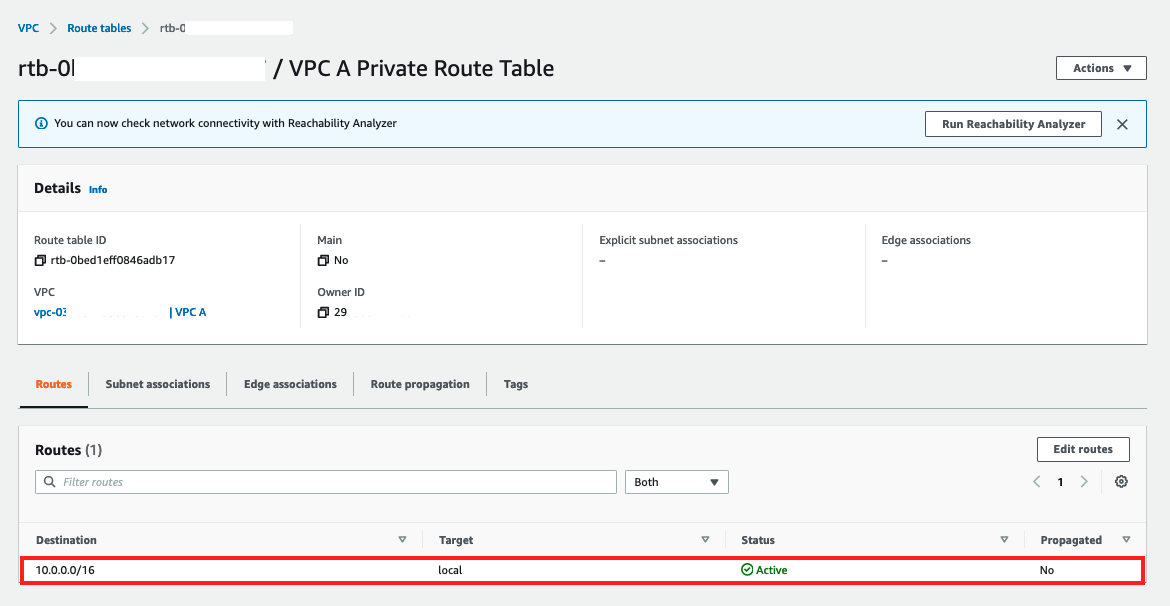 VPC > Route tables > rtb-0
rtb-0 / VPC A Private Route Table
Actions ▼
You can now check network connectivity with Reachability Analyzer
Run Reachability Analyzer
Details Info
Route table ID
rtb-0bed1eff0846adb17
Main
No
Explicit subnet associations
–
Edge associations
–
VPC
vpc-03 | VPC A
Owner ID
29
Routes Subnet associations Edge associations Route propagation Tags
Routes (1)
Edit routes
Filter routes
Both ▼
1
Destination Target Status Propagated
10.0.0.0/16 local Active No